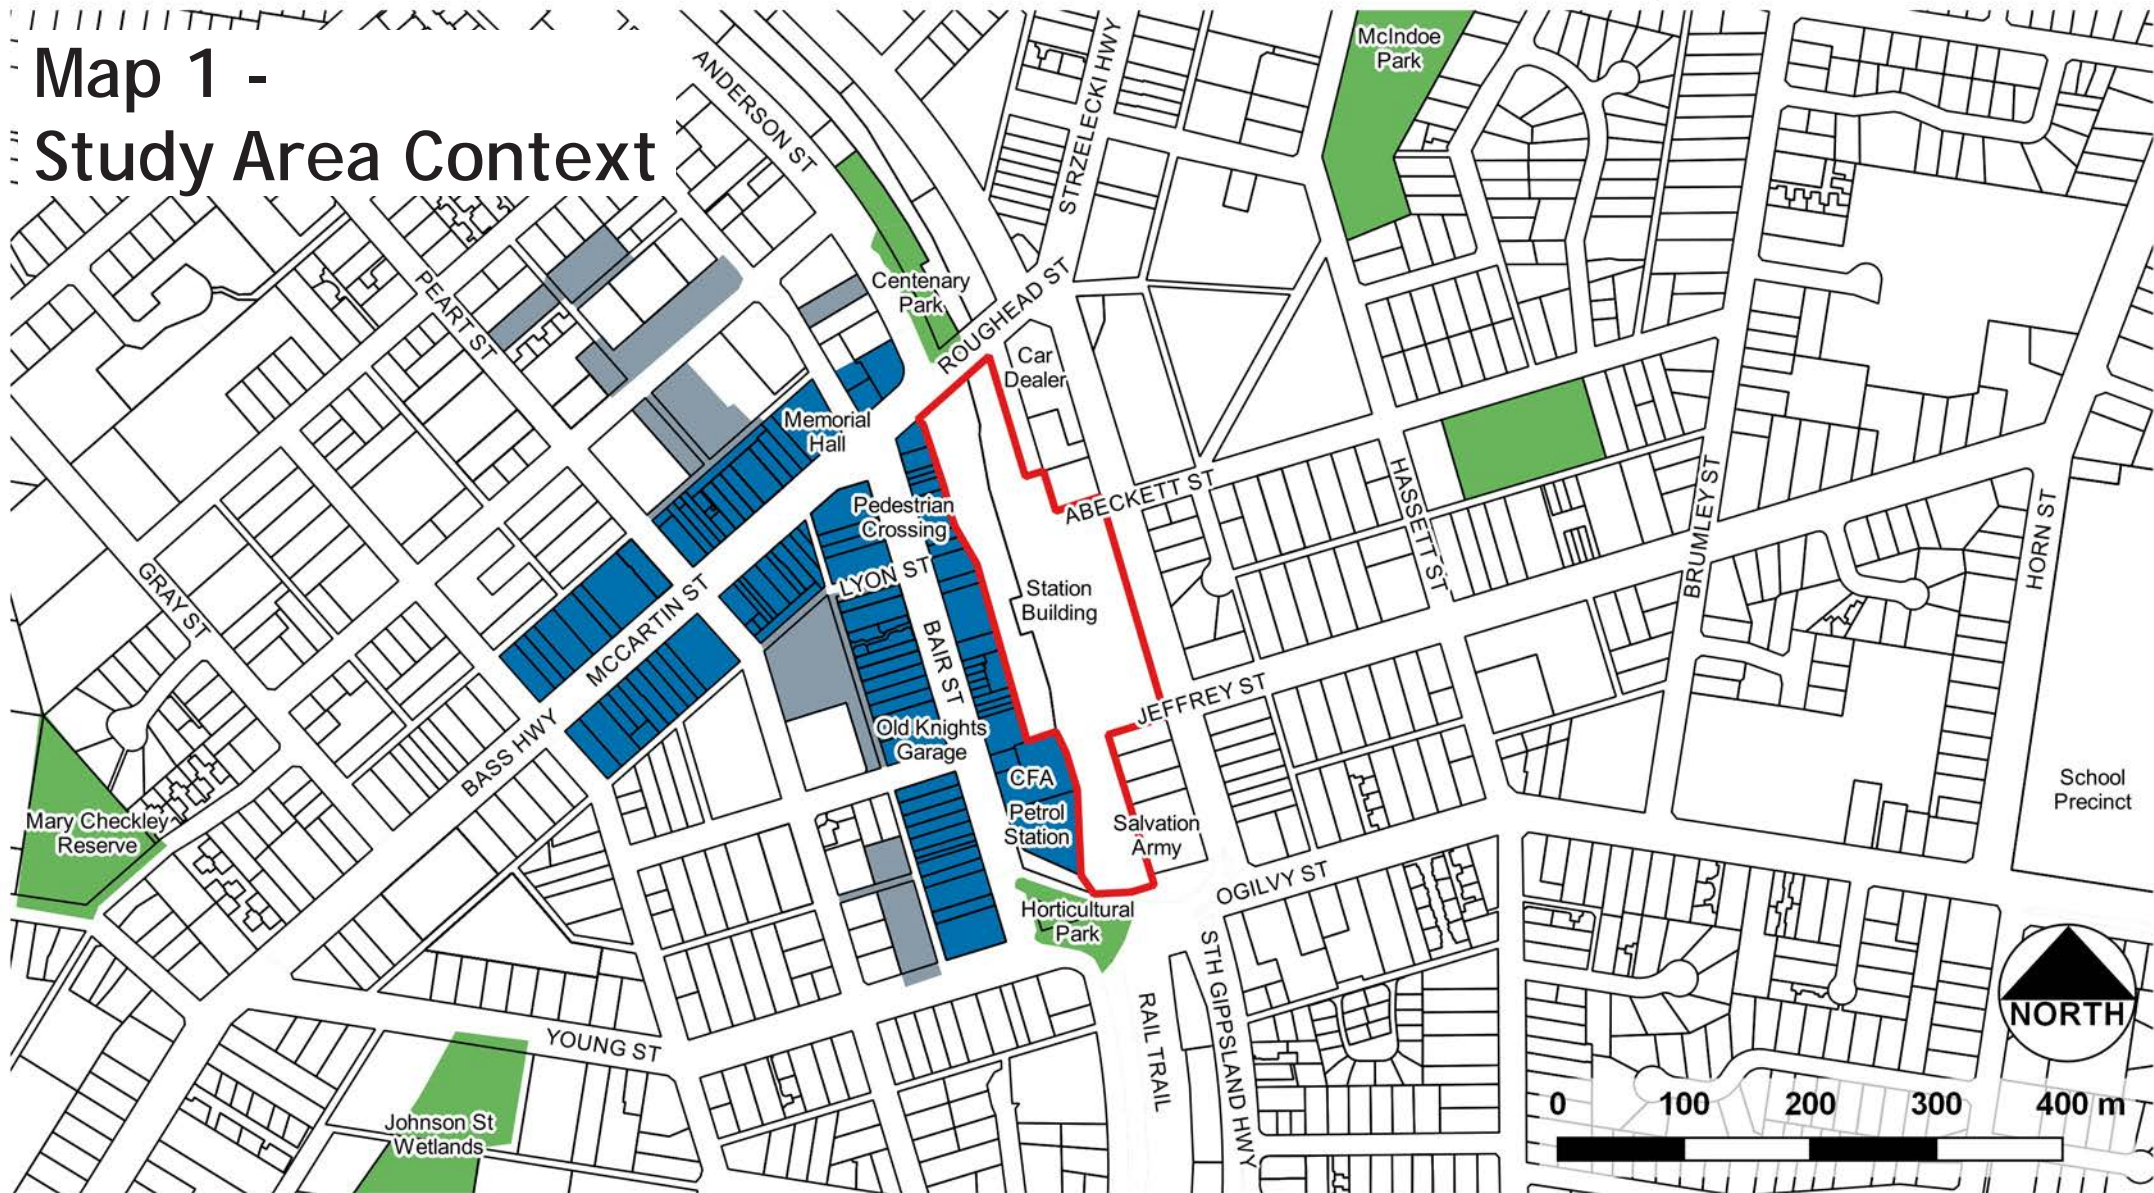 Map 1 -
Study Area Context
ANDERSON ST
STRZELECKI HWY
McIndoe
Park
PEART ST
Centenary
Park
ROUGHEAD ST
Car
Dealer
Memorial
Hall
Pedestrian
Crossing
ABECKETT ST
HASSETT ST
BRUMLEY ST
HORN ST
GRAY ST
LYON ST
Station
Building
MCCARTIN ST
BAIR ST
JEFFREY ST
BASS HWY
Old Knights
Garage
CFA
Petrol
Station
Salvation
Army
School
Precinct
Mary Checkley
Reserve
OGILVY ST
Horticultural
Park
STH GIPPSLAND HWY
RAIL TRAIL
YOUNG ST
Johnson St
Wetlands
NORTH
0 100 200 300 400 m